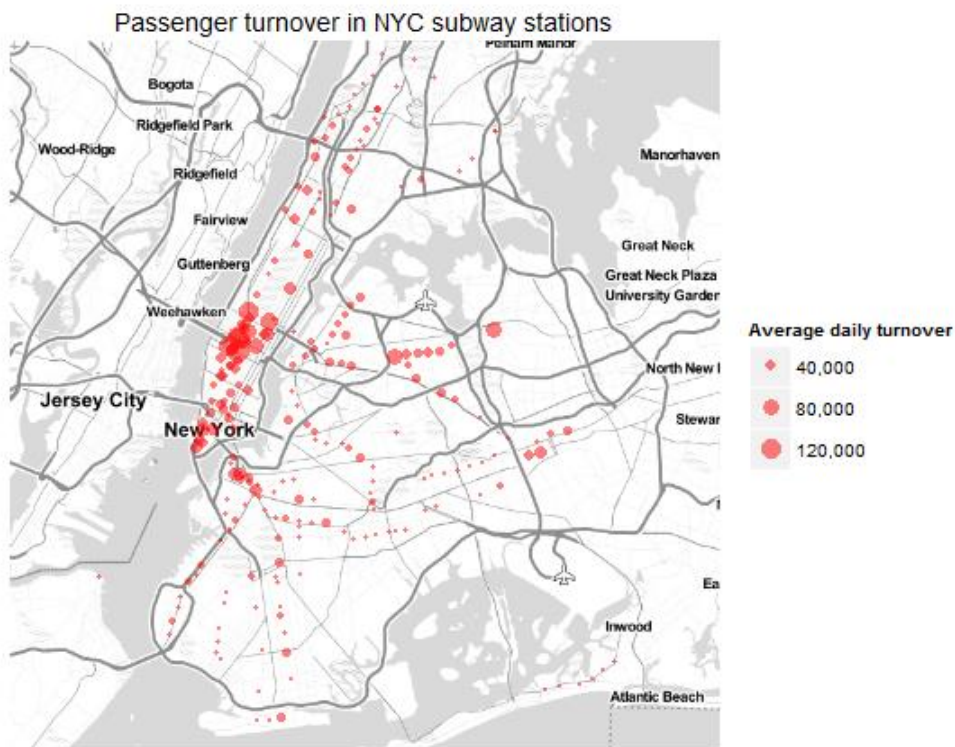 Passenger turnover in NYC subway stations
Pelham Manor
Bogota
Ridgefield Park
Wood-Ridge
Manorhaven
Ridgefield
Fairview
Great Neck
Guttenberg
Great Neck Plaza
University Garden
Weehawken
Average daily turnover
40,000
North New
Jersey City
80,000
Stewar
New York
120,000
Ea
Inwood
Atlantic Beach